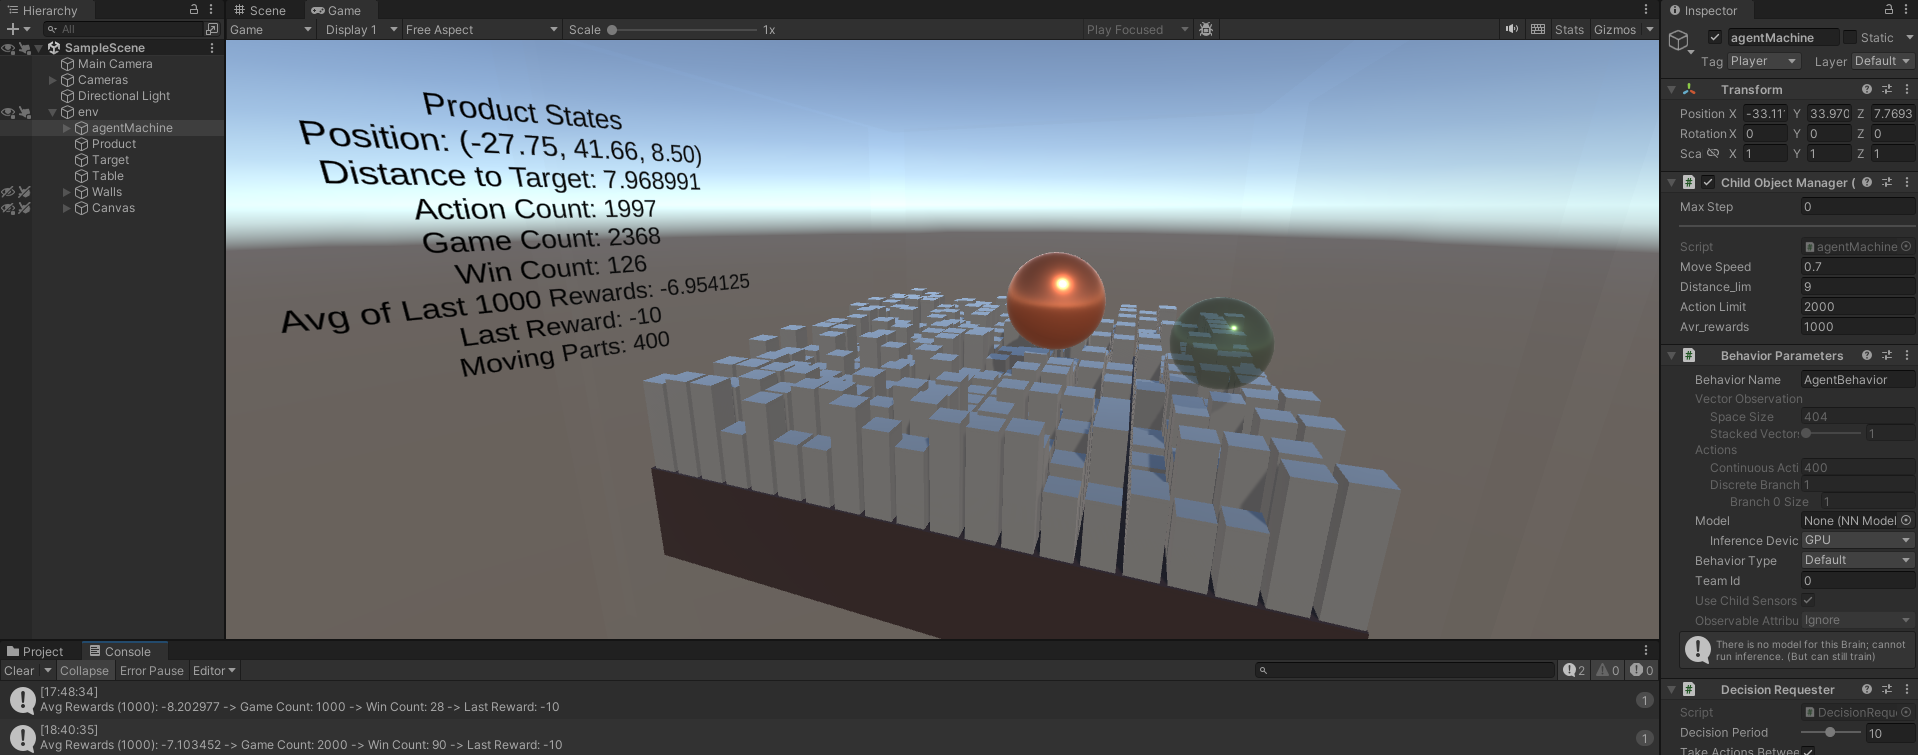 Hierarchy
All
SampleScene
Main Camera
Cameras
Directional Light
env
agentMachine
Product
Target
Table
Walls
Canvas
Scene Game
Game Display 1 Free Aspect Scale 1x Play Focused Stats Gizmos
Product States
Position: (-27.75, 41.66, 8.50)
Distance to Target: 7.968991
Action Count: 1997
Game Count: 2368
Win Count: 126
Avg of Last 1000 Rewards: -6.954125
Last Reward: -10
Moving Parts: 400
Inspector
agentMachine Static
Tag Player Layer Default
Transform
Position X -33.11 Y 33.970 Z 7.7693
Rotation X 0 Y 0 Z 0
Sca X 1 Y 1 Z 1
Child Object Manager (
Max Step 0
Script agentMachine
Move Speed 0.7
Distance_lim 9
Action Limit 2000
Avr_rewards 1000
Behavior Parameters
Behavior Name AgentBehavior
Vector Observation
Space Size 404
Stacked Vector 1
Actions
Continuous Acti 400
Discrete Branch 1
Branch 0 Size 1
Model None (NN Model
Inference Devic GPU
Behavior Type Default
Team Id 0
Use Child Sensors
Observable Attribu Ignore
There is no model for this Brain; cannot
run inference. (But can still train)
Decision Requester
Script DecisionReque
Decision Period 10
Take Actions Betwee
Project Console
Clear Collapse Error Pause Editor 2 0 0
[17:48:34]
Avg Rewards (1000): -8.202977 -> Game Count: 1000 -> Win Count: 28 -> Last Reward: -10 1
[18:40:35]
Avg Rewards (1000): -7.103452 -> Game Count: 2000 -> Win Count: 90 -> Last Reward: -10 1